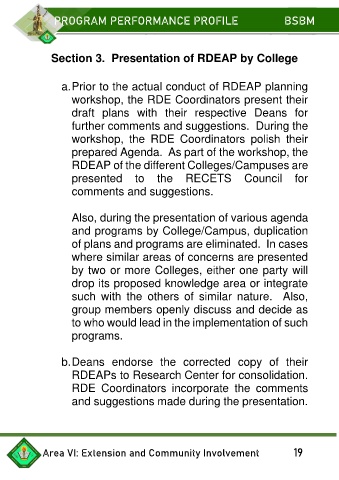 PROGRAM PERFORMANCE PROFILE BSBM
Section 3. Presentation of RDEAP by College
a. Prior to the actual conduct of RDEAP planning
workshop, the RDE Coordinators present their
draft plans with their respective Deans for
further comments and suggestions. During the
workshop, the RDE Coordinators polish their
prepared Agenda. As part of the workshop, the
RDEAP of the different Colleges/Campuses are
presented to the RECETS Council for
comments and suggestions.
Also, during the presentation of various agenda
and programs by College/Campus, duplication
of plans and programs are eliminated. In cases
where similar areas of concerns are presented
by two or more Colleges, either one party will
drop its proposed knowledge area or integrate
such with the others of similar nature. Also,
group members openly discuss and decide as
to who would lead in the implementation of such
programs.
b. Deans endorse the corrected copy of their
RDEAPs to Research Center for consolidation.
RDE Coordinators incorporate the comments
and suggestions made during the presentation.
Area VI: Extension and Community Involvement 19